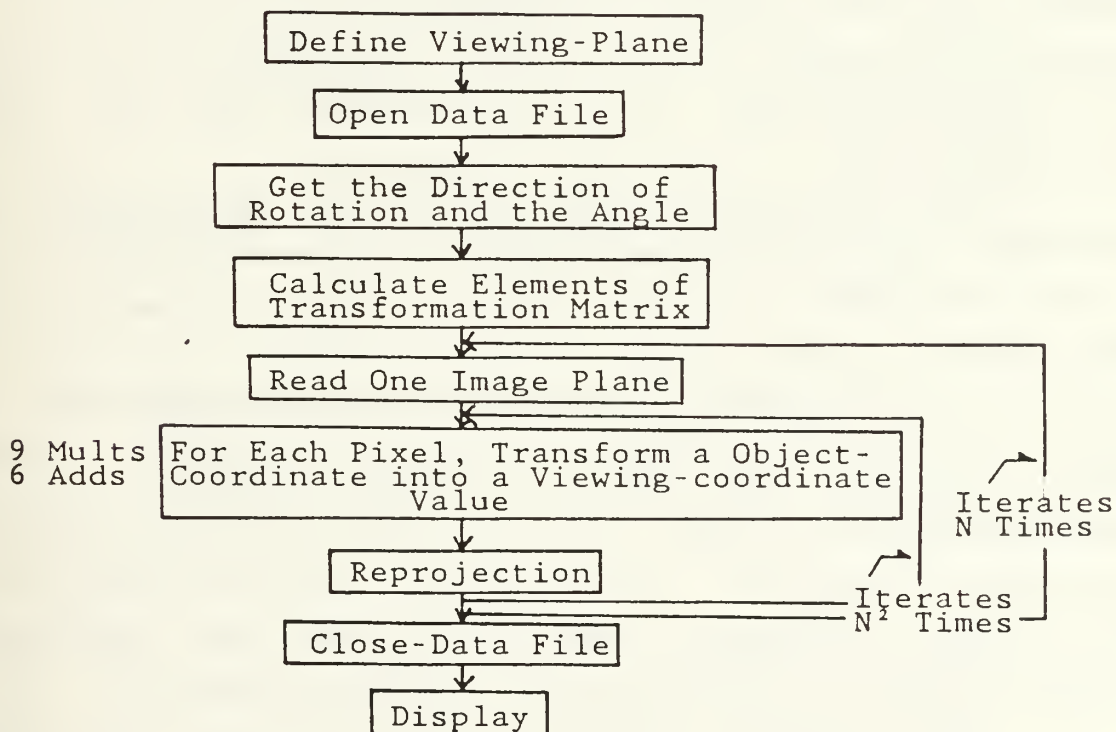 Define Viewing-Plane
Open Data File
Get the Direction of
Rotation and the Angle
Calculate Elements of
Transformation Matrix
Read One Image Plane
9 Mults
6 Adds
For Each Pixel, Transform a Object-
Coordinate into a Viewing-coordinate
Value
Iterates
N Times
Reprojection
Iterates
N² Times
Close-Data File
Display